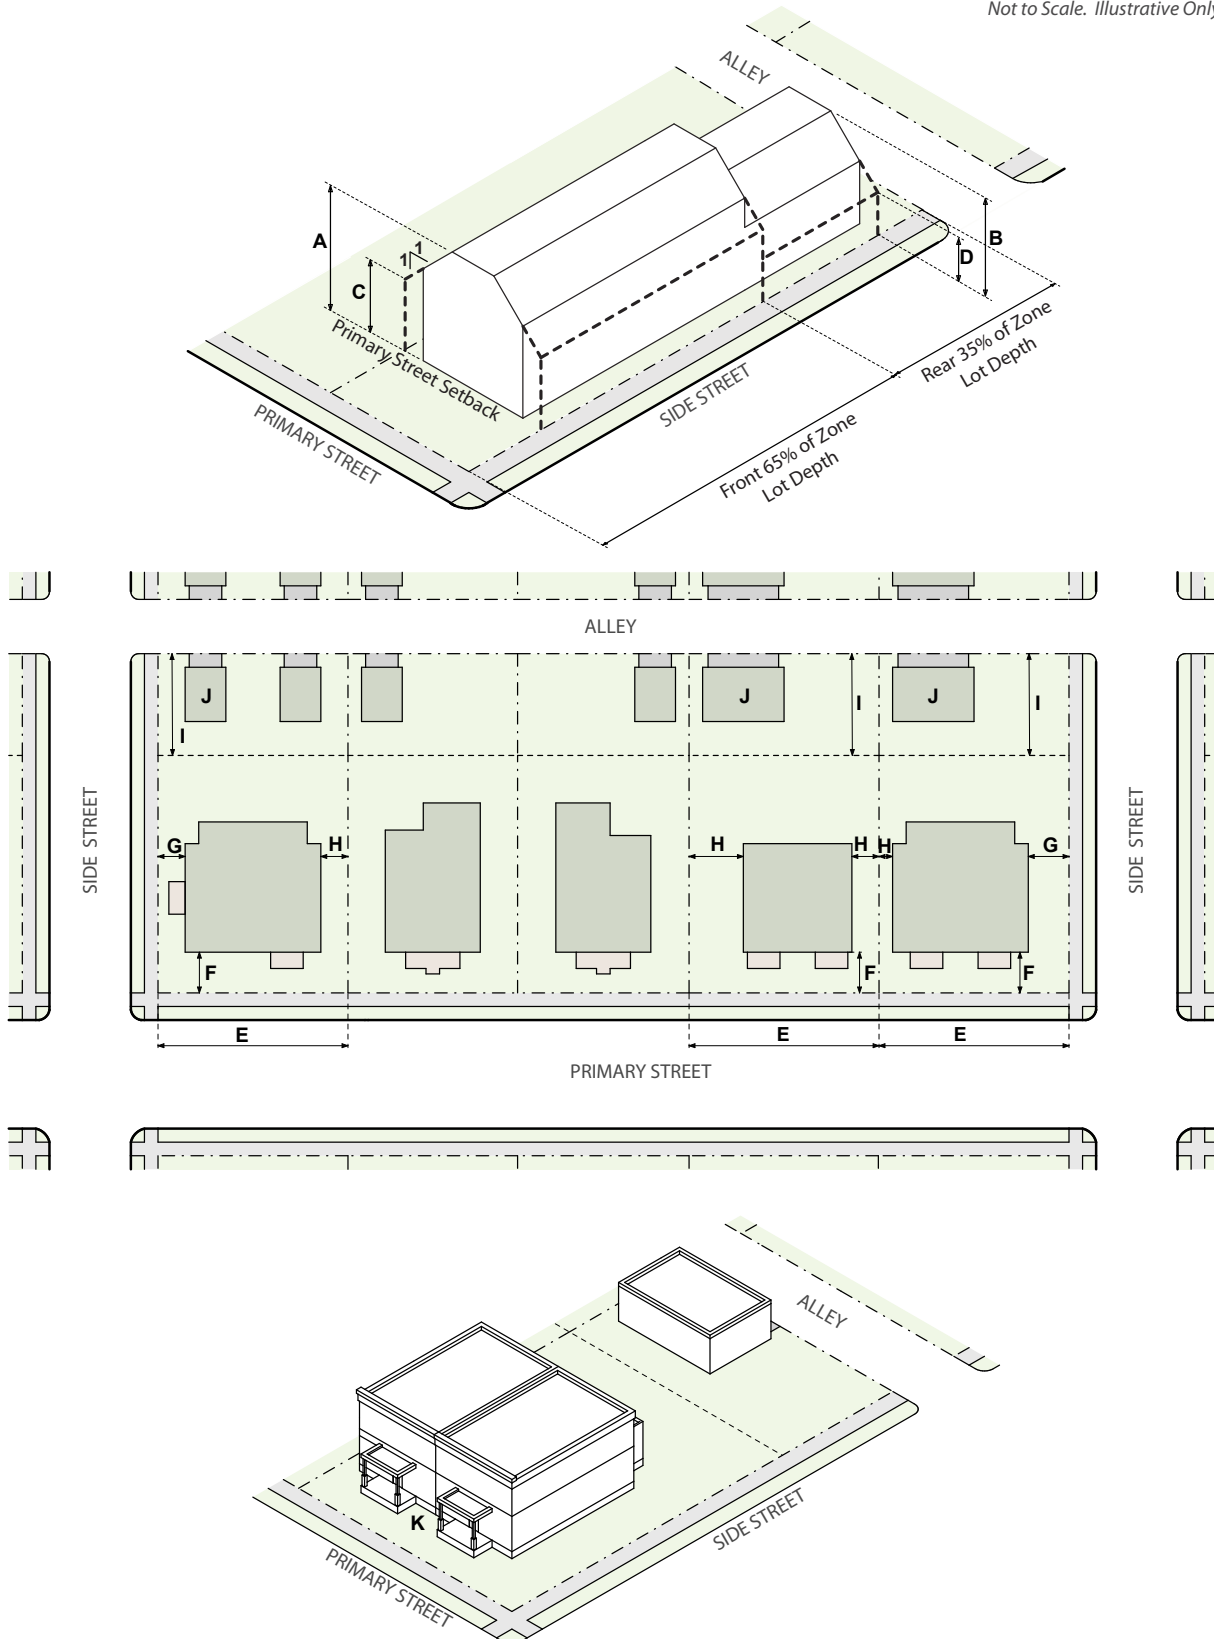 Not to Scale. Illustrative Only
ALLEY
A
B
1
1
D
C
Primary Street Setback
Rear 35% of Zone
Lot Depth
SIDE STREET
PRIMARY STREET
Front 65% of Zone
Lot Depth
ALLEY
J
J
J
I
I
I
SIDE STREET
SIDE STREET
G
H
H
H
H
G
F
F
F
E
E
E
PRIMARY STREET
ALLEY
K
SIDE STREET
PRIMARY STREET